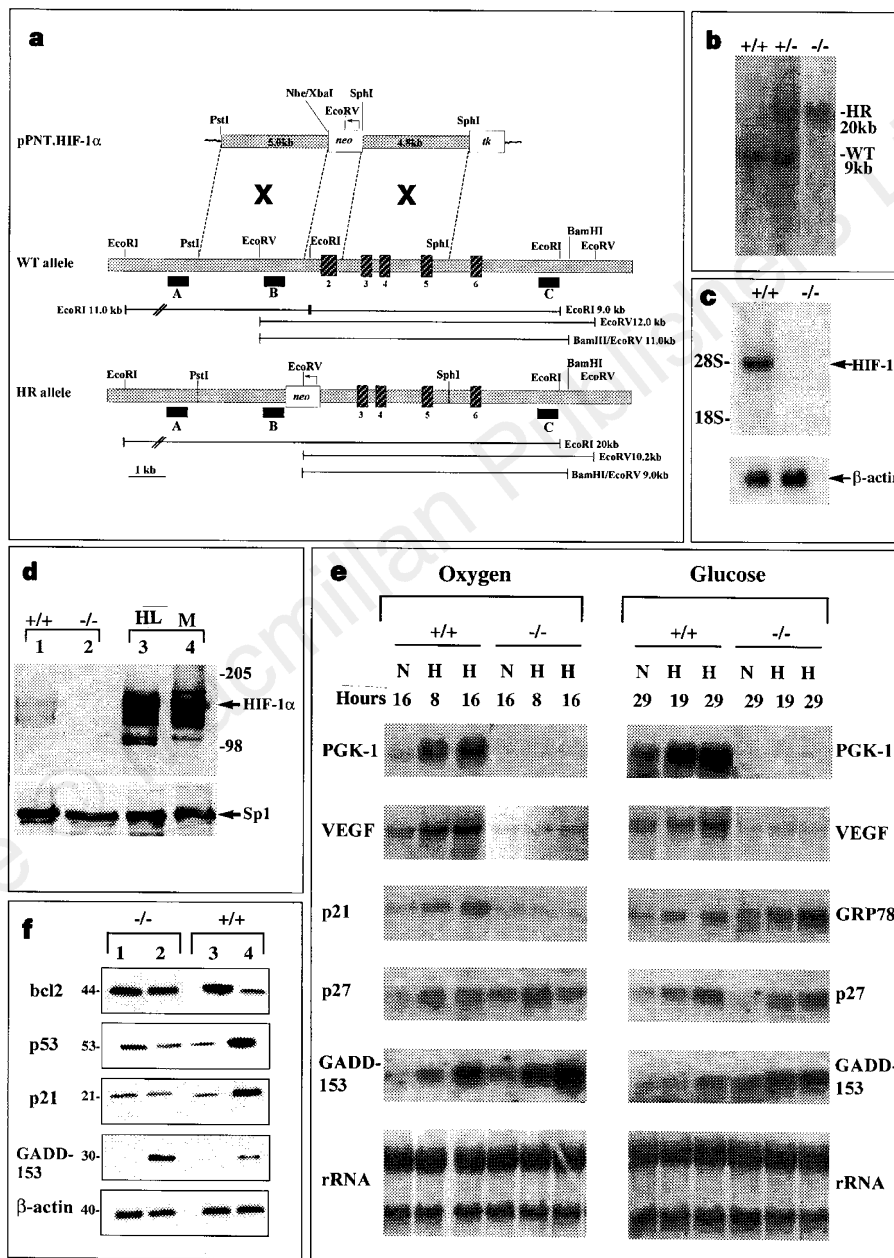 a
Nhe/XbaI SphI
PstI EcoRV SphI
pPNT.HIF-1α 5.0kb neo 4.8kb tk
X X
EcoRI PstI EcoRV EcoRI SphI EcoRI BamHI EcoRV
WT allele
2 3 4 5 6
A B C
EcoRI 11.0 kb EcoRI 9.0 kb
EcoRV12.0 kb
BamHI/EcoRV 11.0kb
EcoRI PstI EcoRV SphI EcoRI BamHI EcoRV
HR allele neo
3 4 5 6
A B C
EcoRI 20kb
EcoRV10.2kb
BamHI/EcoRV 9.0kb
1 kb
b
+/+ +/- -/-
-HR
20kb
-WT
9kb
c
+/+ -/-
28S- HIF-1
18S-
β-actin
d
+/+ -/- HL M
1 2 3 4
-205
HIF-1α
-98
Sp1
e
Oxygen Glucose
+/+ -/- +/+ -/-
N H H N H H N H H N H H
Hours 16 8 16 16 8 16 29 19 29 29 19 29
PGK-1 PGK-1
VEGF VEGF
p21 GRP78
p27 p27
GADD-153 GADD-153
rRNA rRNA
f
-/- +/+
1 2 3 4
bcl2 44-
p53 53-
p21 21-
GADD-153 30-
β-actin 40-